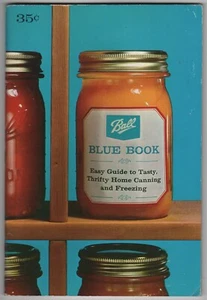 35¢
Ball
BLUE BOOK
Easy Guide to Tasty,
Thrifty Home Canning
and Freezing